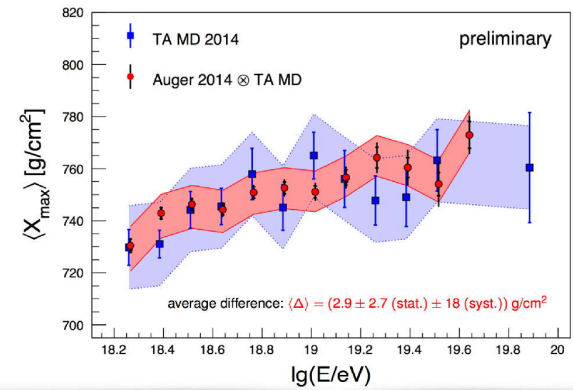 820
800
780
760
740
720
700
⟨X_max⟩ [g/cm²]
TA MD 2014
Auger 2014 ⊗ TA MD
preliminary
average difference: ⟨Δ⟩ = (2.9 ± 2.7 (stat.) ± 18 (syst.)) g/cm²
18.2 18.4 18.6 18.8 19 19.2 19.4 19.6 19.8 20
lg(E/eV)